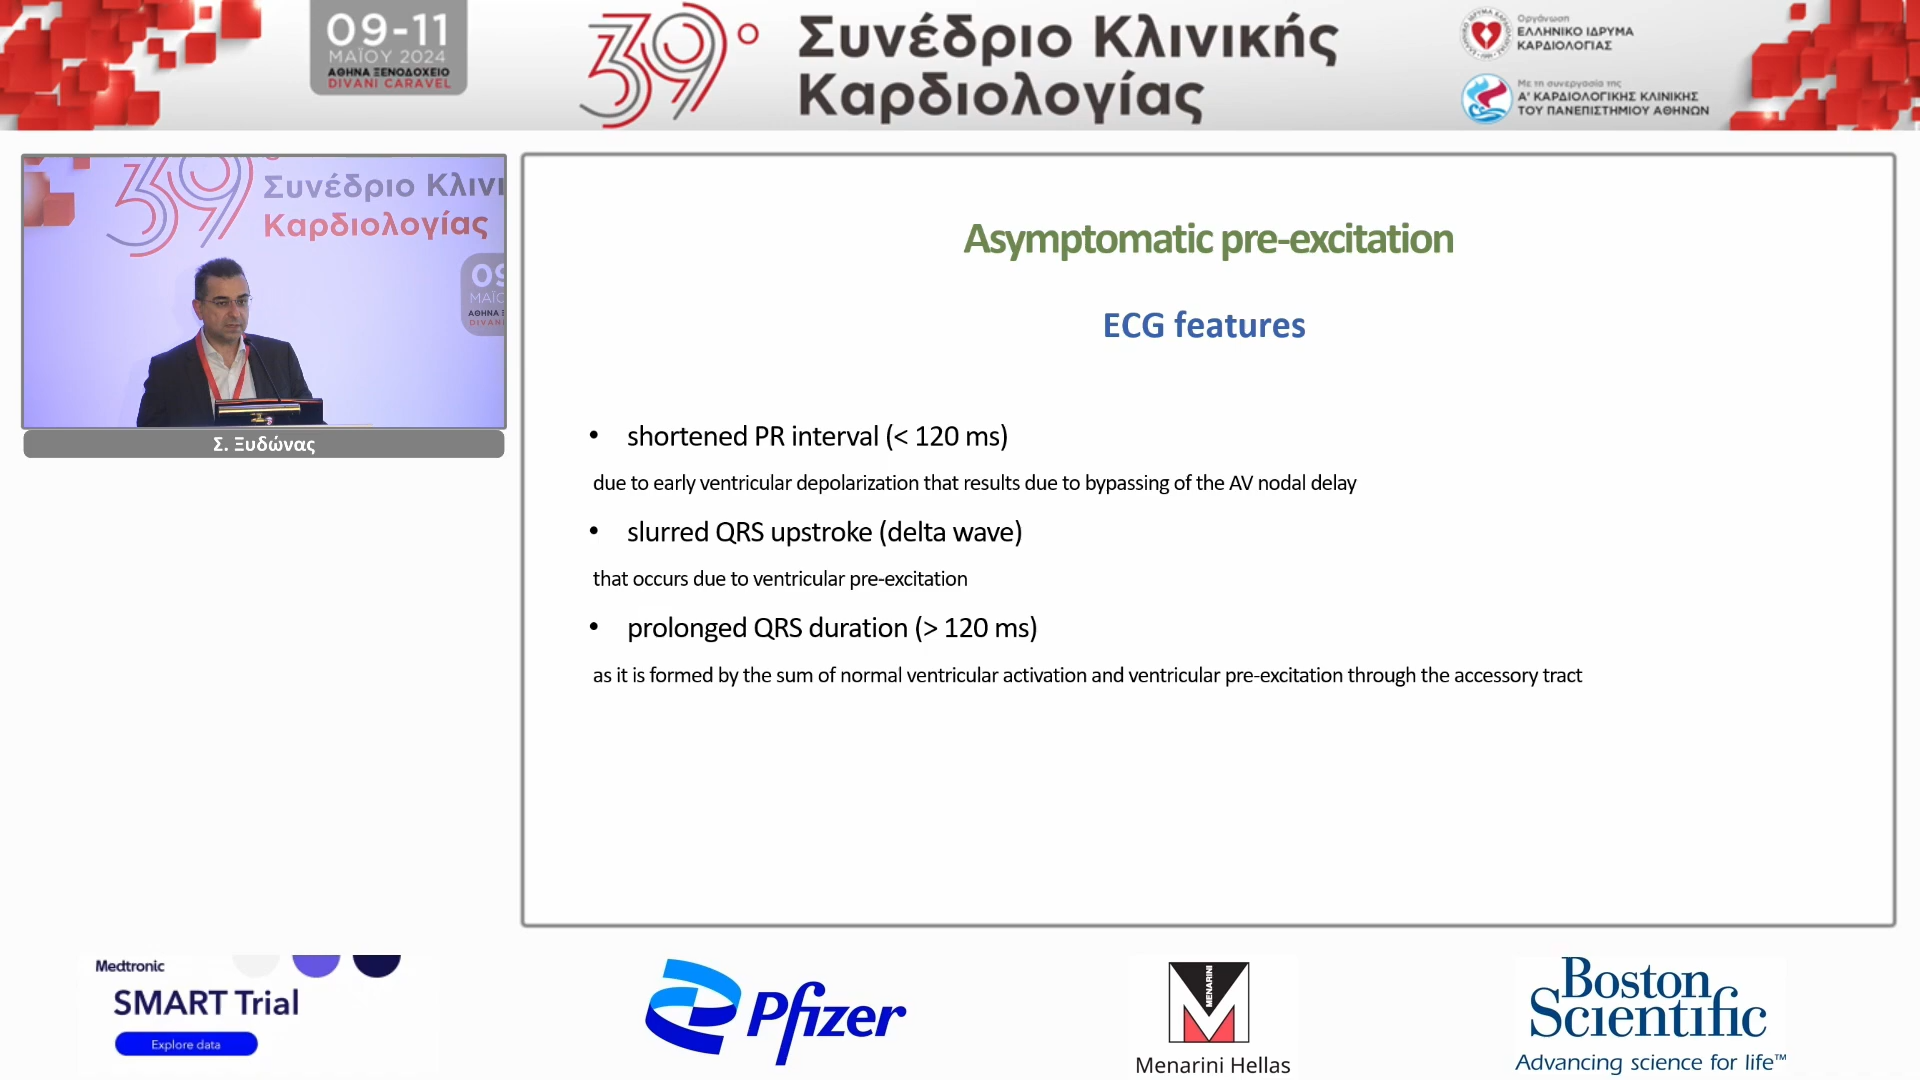 09-11
ΜΑΪΟΥ 2024
ΑΘΗΝΑ ΞΕΝΟΔΟΧΕΙΟ
DIVANI CARAVEL
39°
Συνέδριο Κλινικής
Καρδιολογίας
Οργάνωση
ΕΛΛΗΝΙΚΟ ΙΔΡΥΜΑ
ΚΑΡΔΙΟΛΟΓΙΑΣ
Με τη συνεργασία της
Α' ΚΑΡΔΙΟΛΟΓΙΚΗΣ ΚΛΙΝΙΚΗΣ
ΤΟΥ ΠΑΝΕΠΙΣΤΗΜΙΟΥ ΑΘΗΝΩΝ
39
Συνέδριο Κλινι
Καρδιολογίας
09
ΜΑΪΟ
ΑΘΗΝΑ Ξ
DIVANI
Σ. Ξυδώνας
Asymptomatic pre-excitation
ECG features
• shortened PR interval (< 120 ms)
due to early ventricular depolarization that results due to bypassing of the AV nodal delay
• slurred QRS upstroke (delta wave)
that occurs due to ventricular pre-excitation
• prolonged QRS duration (> 120 ms)
as it is formed by the sum of normal ventricular activation and ventricular pre-excitation through the accessory tract
Medtronic
SMART Trial
Explore data
Pfizer
MENARINI
Menarini Hellas
Boston
Scientific
Advancing science for life™